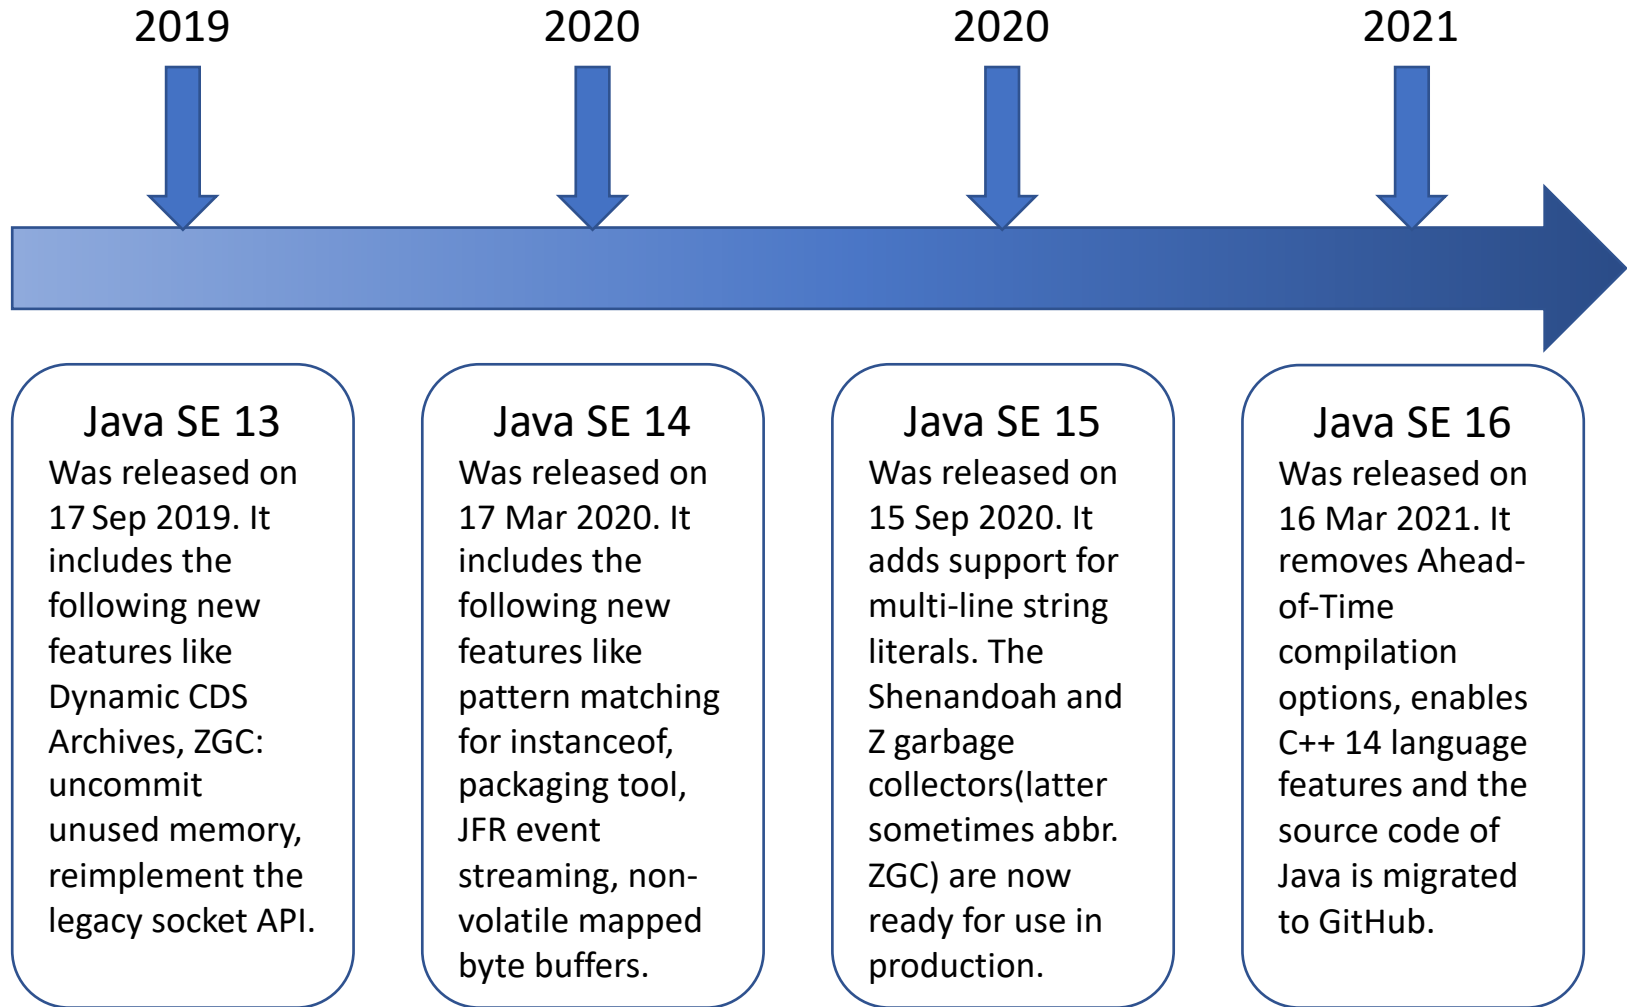 2019
2020
2020
2021
Java SE 13
Was released on
17 Sep 2019. It
includes the
following new
features like
Dynamic CDS
Archives, ZGC:
uncommit
unused memory,
reimplement the
legacy socket API.
Java SE 14
Was released on
17 Mar 2020. It
includes the
following new
features like
pattern matching
for instanceof,
packaging tool,
JFR event
streaming, non-
volatile mapped
byte buffers.
Java SE 15
Was released on
15 Sep 2020. It
adds support for
multi-line string
literals. The
Shenandoah and
Z garbage
collectors(latter
sometimes abbr.
ZGC) are now
ready for use in
production.
Java SE 16
Was released on
16 Mar 2021. It
removes Ahead-
of-Time
compilation
options, enables
C++ 14 language
features and the
source code of
Java is migrated
to GitHub.